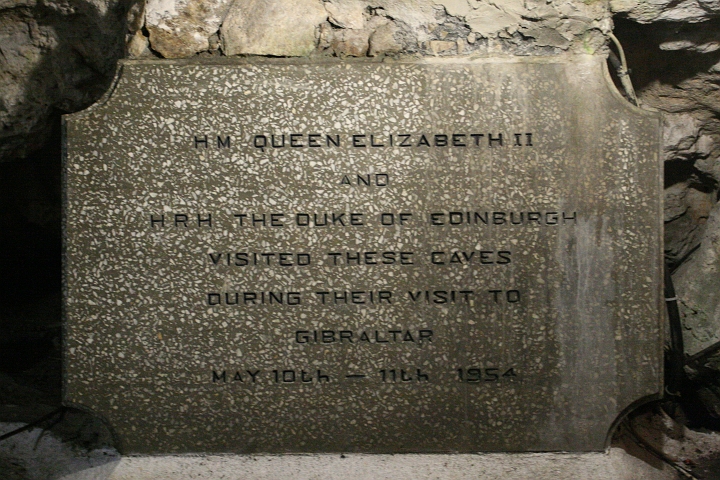 HM QUEEN ELIZABETH II
AND
H.R.H THE DUKE OF EDINBURGH
VISITED THESE CAVES
DURING THEIR VISIT TO
GIBRALTAR
MAY 10th — 11th 1954